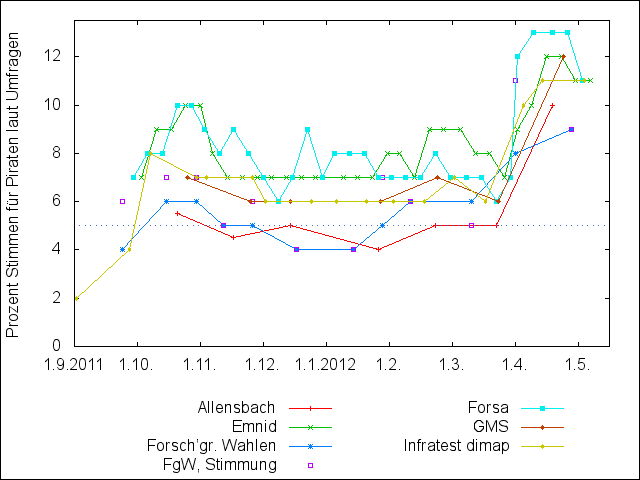 Prozent Stimmen für Piraten laut Umfragen
12
10
8
6
4
2
0
1.9.2011 1.10. 1.11. 1.12. 1.1.2012 1.2. 1.3. 1.4. 1.5.
Allensbach Forsa
Emnid GMS
Forsch'gr. Wahlen Infratest dimap
FgW, Stimmung